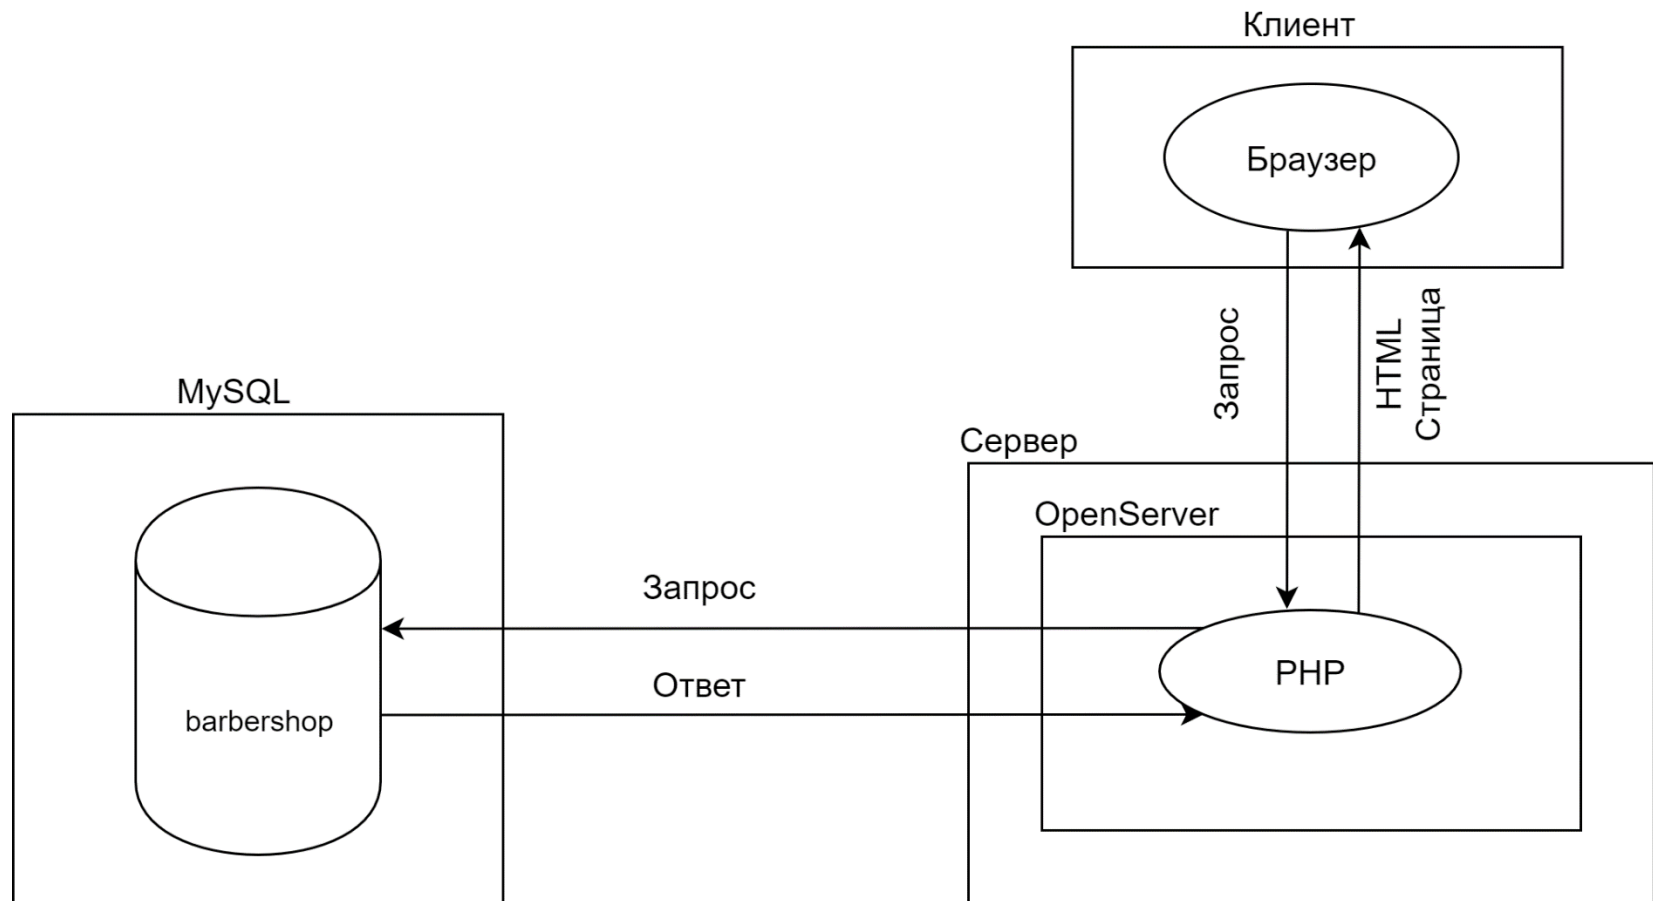 Клиент
Браузер
Запрос
HTML
Страница
MySQL
Сервер
OpenServer
Запрос
Ответ
PHP
barbershop